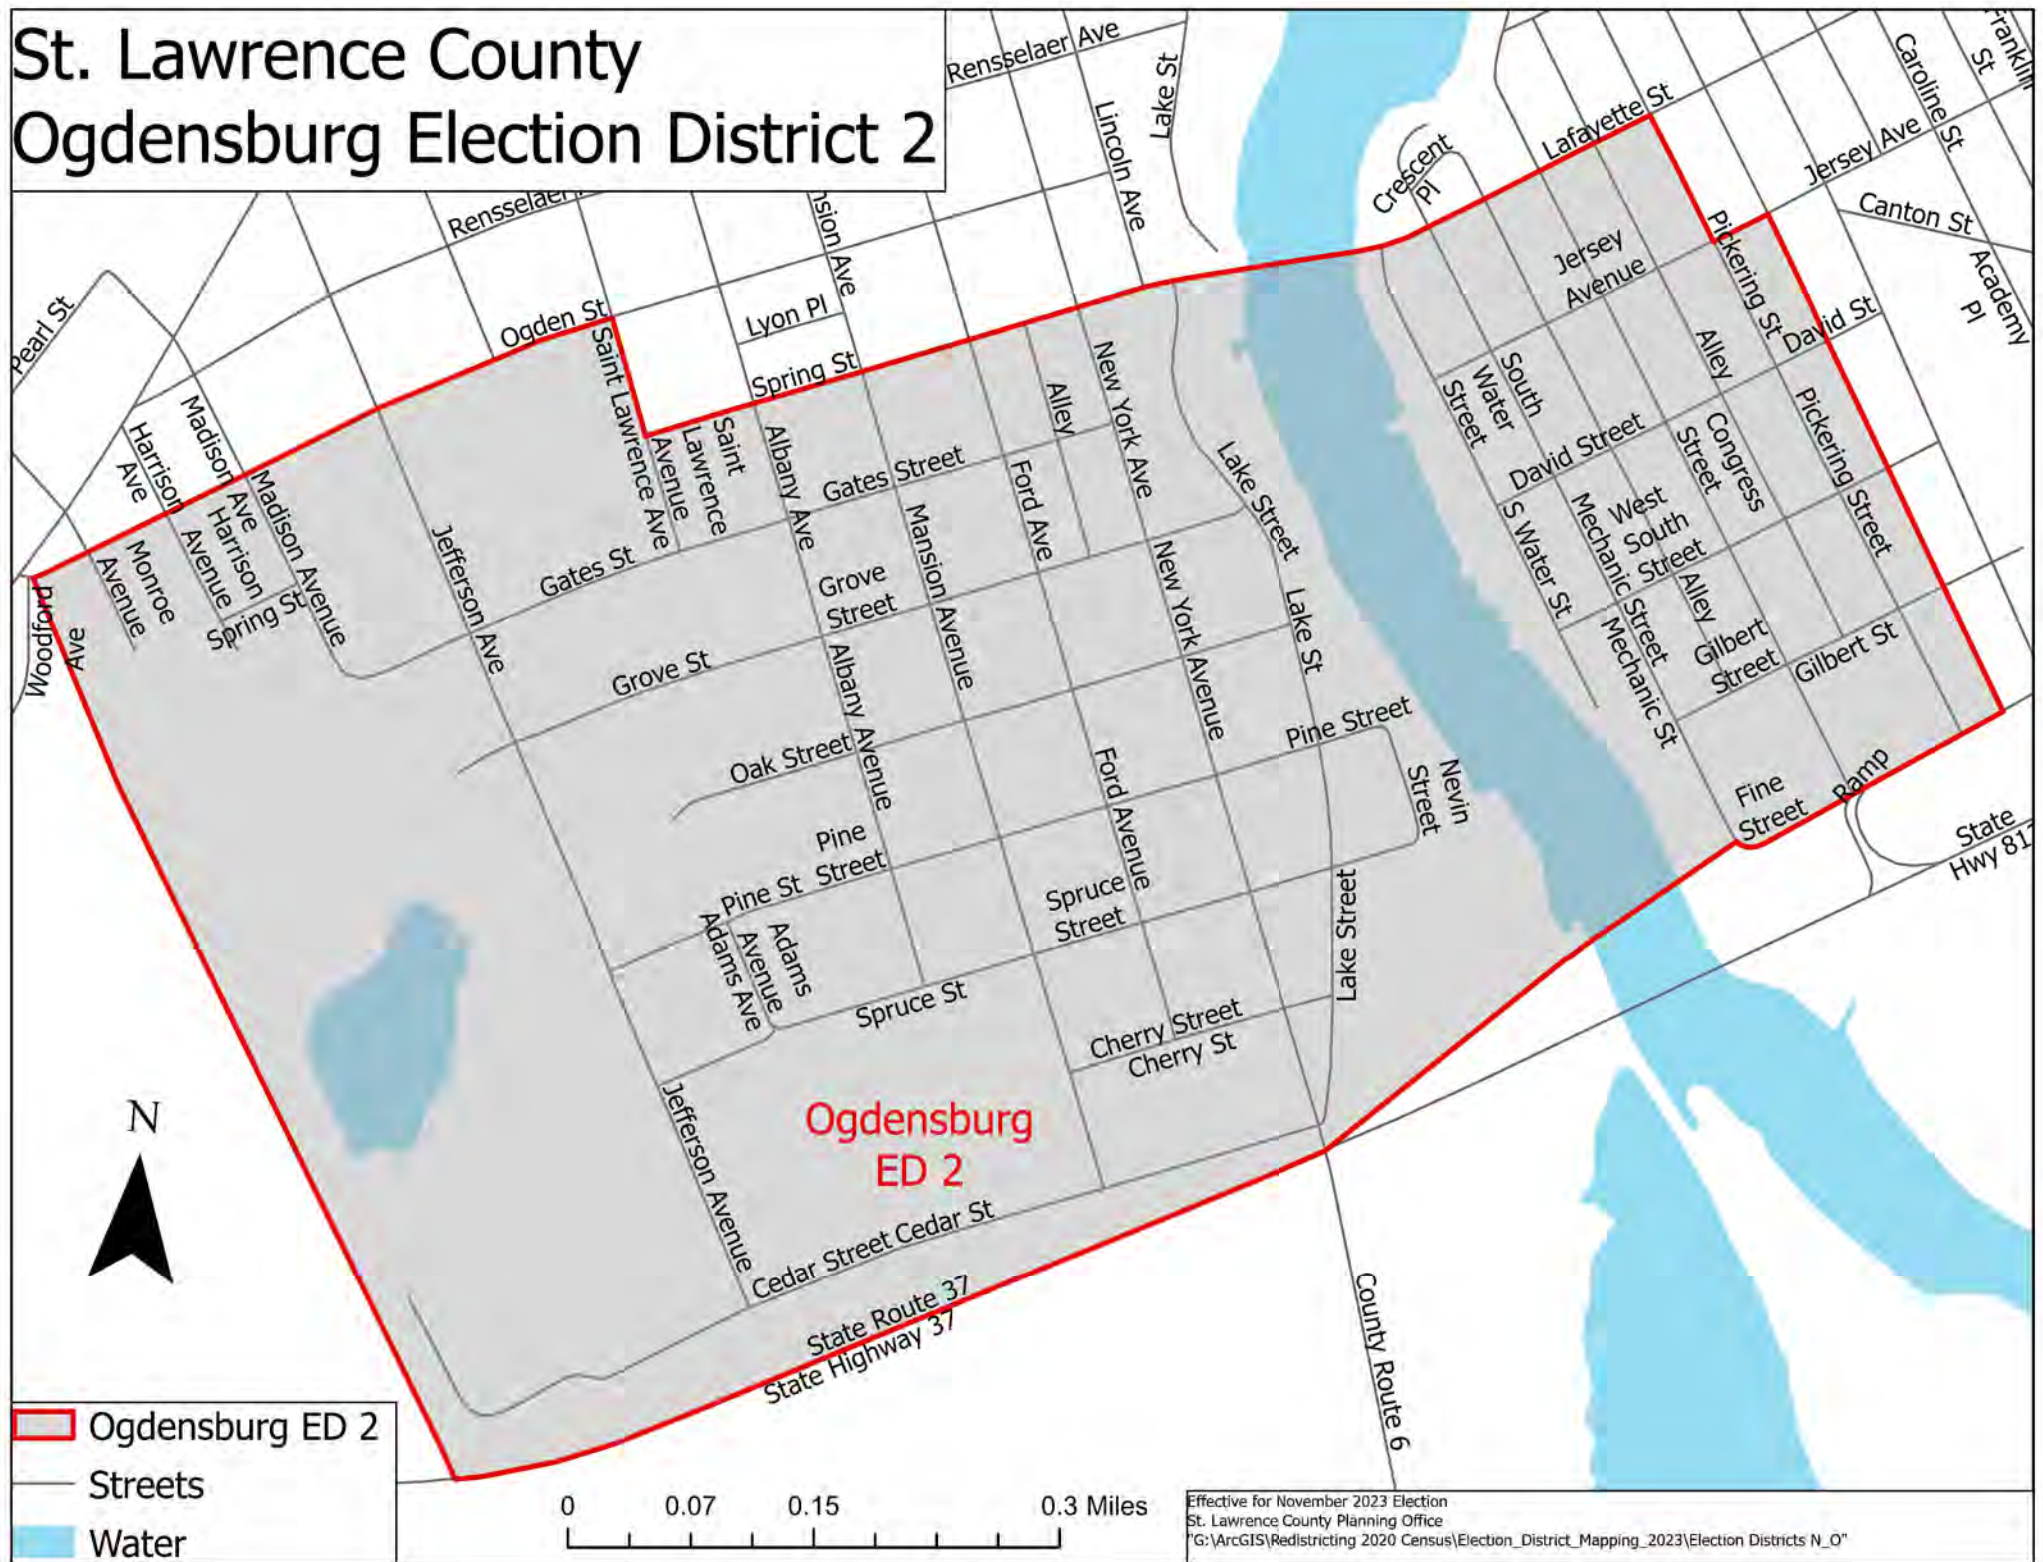 St. Lawrence County
Ogdensburg Election District 2
Rensselaer Ave
Lake St
Lincoln Ave
Caroline St
Franklin
St
Lafayette St
Jersey Ave
Crescent
Pl
Canton St
Academy
Pl
Rensselaer
Pearl St
Ogden St
Lyon Pl
Spring St
Jersey
Avenue
Pickering St
David St
Saint Lawrence Ave
Saint
Lawrence
Avenue
Albany Ave
Gates Street
Alley
New York Ave
Ford Ave
Lake Street
South
Water
Street
Alley
Pickering Street
David Street
Congress
Street
Harrison
Ave
Madison Ave
Madison Avenue
Harrison
Avenue
Monroe
Avenue
Spring St
Woodford
Ave
Jefferson Ave
Gates St
Grove
Street
Mansion Avenue
New York Avenue
Lake St
S Water St
Mechanic Street
West
South
Street
Alley
Mechanic St
Gilbert
Street
Gilbert St
Grove St
Albany Avenue
Oak Street
Pine Street
Ford Avenue
Nevin
Street
Fine
Street
Ramp
State
Hwy 812
Pine
Street
Pine St
Adams
Avenue
Adams Ave
Spruce
Street
Spruce St
Lake Street
Cherry Street
Cherry St
Jefferson Avenue
Ogdensburg
ED 2
Cedar Street
Cedar St
State Route 37
State Highway 37
County Route 6
N
Ogdensburg ED 2
Streets
Water
0 0.07 0.15 0.3 Miles
Effective for November 2023 Election
St. Lawrence County Planning Office
"G:\ArcGIS\Redistricting 2020 Census\Election_District_Mapping_2023\Election Districts N_O"